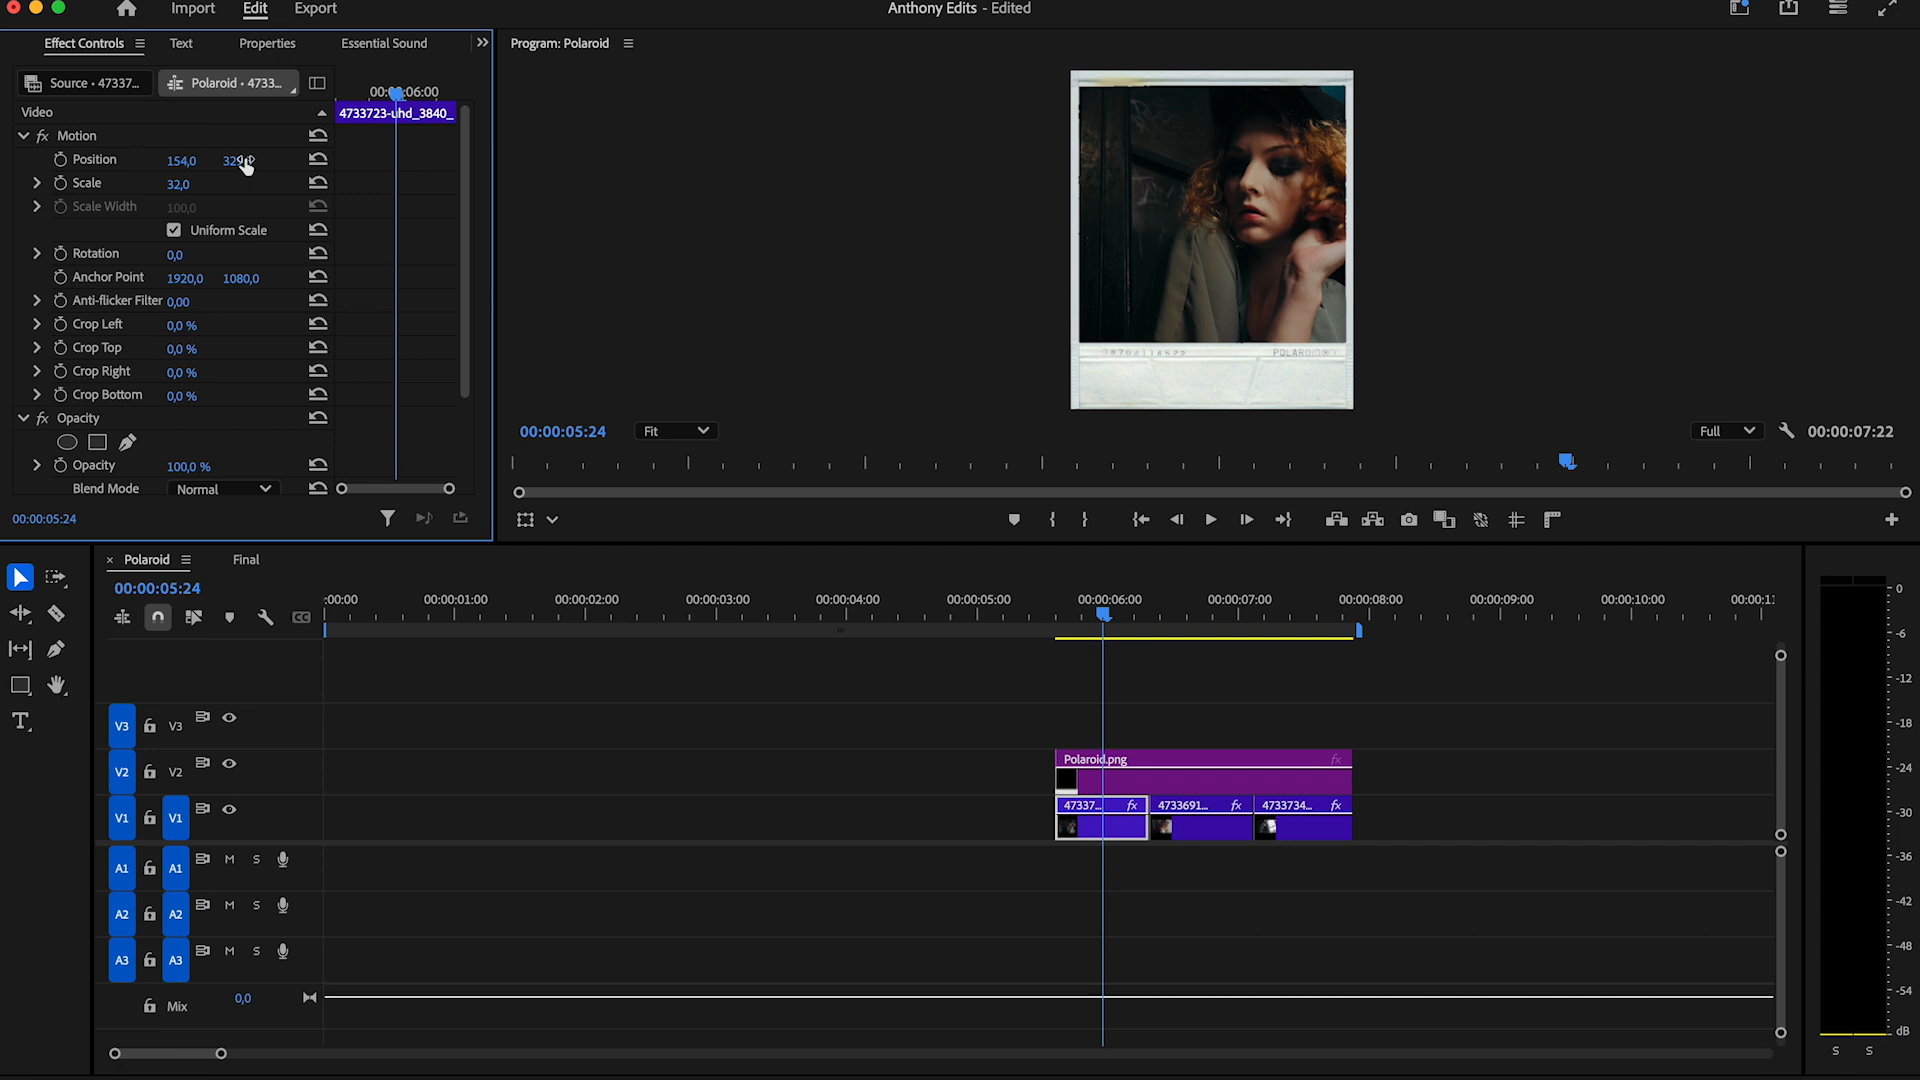 Import Edit Export
Anthony Edits - Edited
Effect Controls Text Properties Essential Sound
Program: Polaroid
Source • 47337... Polaroid • 4733...
Video
4733723-uhd_3840_
Motion
Position 154,0
Scale 32,0
Scale Width 100,0
Uniform Scale
Rotation 0,0
Anchor Point 1920,0 1080,0
Anti-flicker Filter 0,00
Crop Left 0,0 %
Crop Top 0,0 %
Crop Right 0,0 %
Crop Bottom 0,0 %
Opacity
Opacity 100,0 %
Blend Mode Normal
00:00:05:24
POLAROID
00:00:05:24 Fit Full 00:00:07:22
Polaroid Final
00:00:05:24
:00:00 00:00:01:00 00:00:02:00 00:00:03:00 00:00:04:00 00:00:05:00 00:00:06:00 00:00:07:00 00:00:08:00 00:00:09:00 00:00:10:00
CC
V3 V3
V2 V2
Polaroid.png fx
V1 V1
47337... fx 4733691... fx 4733734... fx
A1 A1 M S
A2 A2 M S
A3 A3 M S
Mix 0,0
0
-6
-12
-18
-24
-30
-36
-42
-48
-54
dB
S S